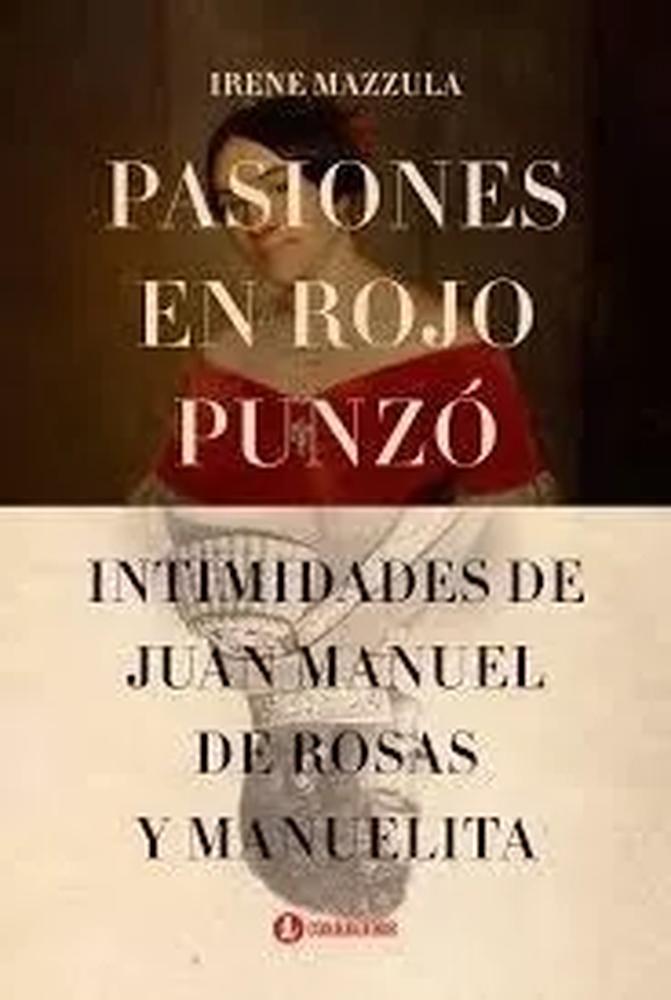 IRENE MAZZULA
PASIONES
EN ROJO
PUNZÓ
INTIMIDADES DE
JUAN MANUEL
DE ROSAS
Y MANUELITA